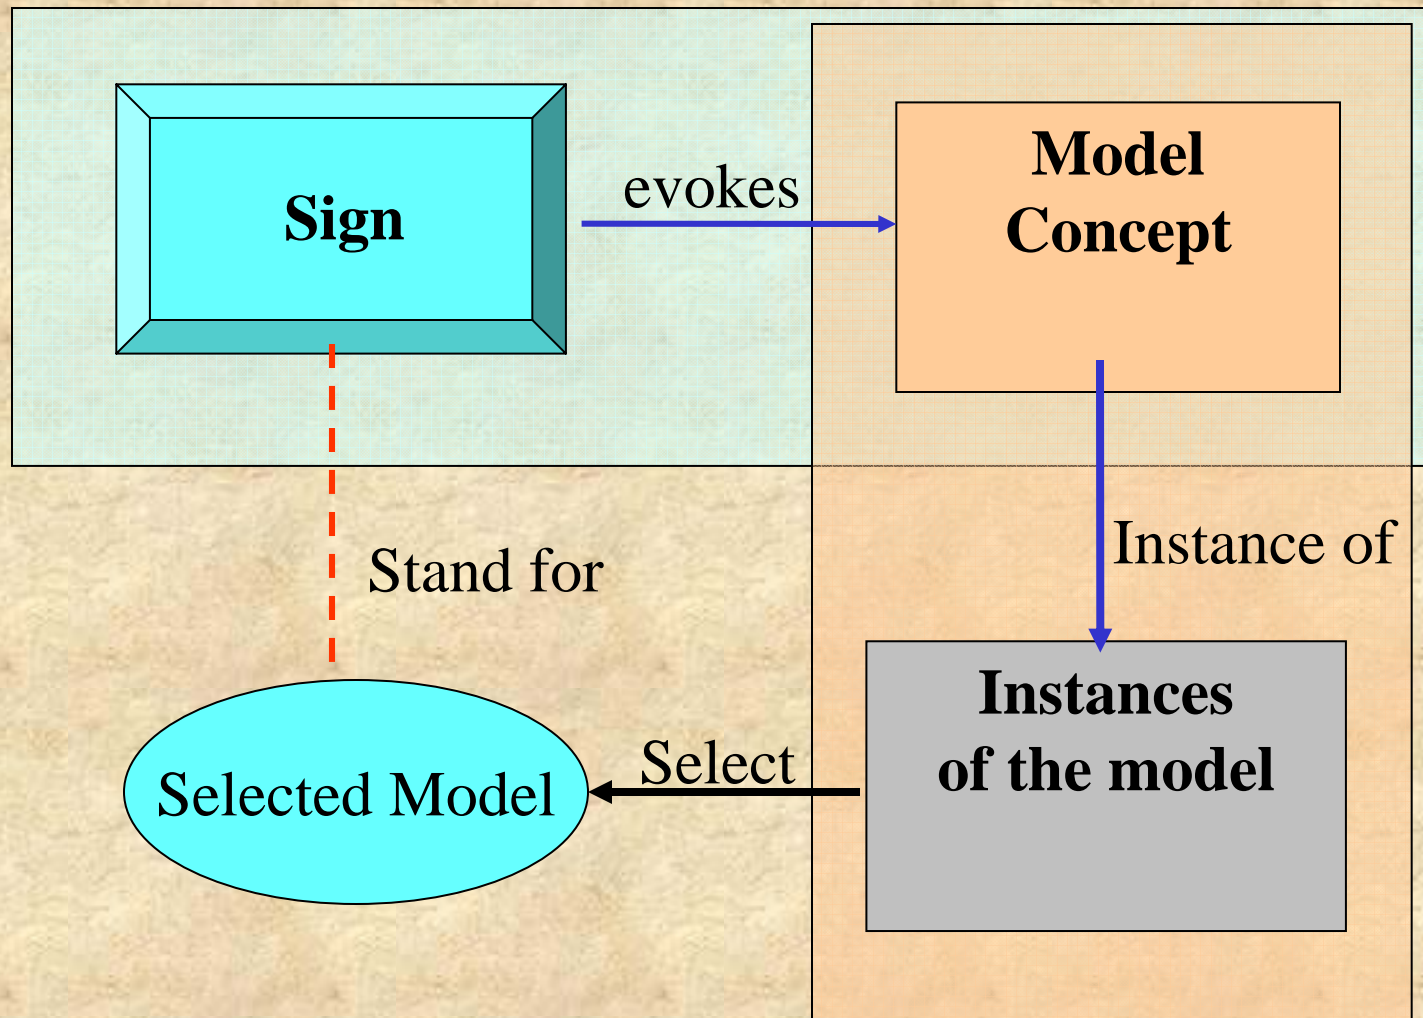 Sign
evokes
Model
Concept
Stand for
Instance of
Selected Model
Select
Instances
of the model